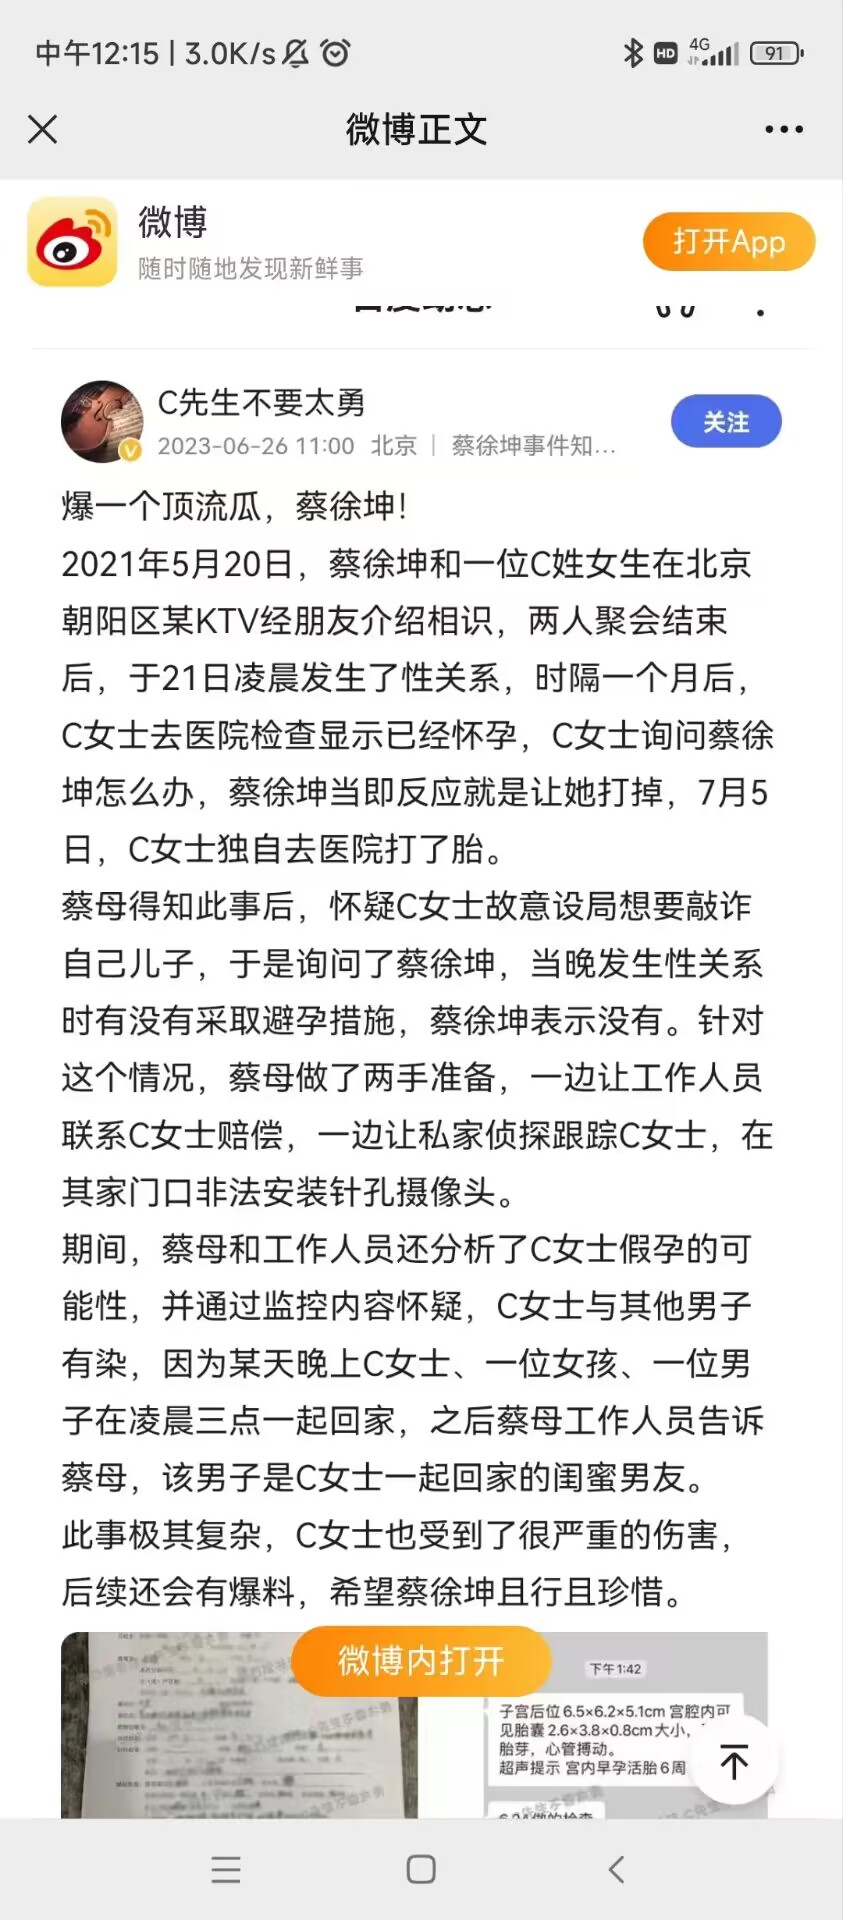 中午12:15 | 3.0K/s
HD 4G 91
微博正文
微博
随时随地发现新鲜事
打开App
C先生不要太勇
2023-06-26 11:00 北京 | 蔡徐坤事件知...
关注
爆一个顶流瓜，蔡徐坤！
2021年5月20日，蔡徐坤和一位C姓女生在北京
朝阳区某KTV经朋友介绍相识，两人聚会结束
后，于21日凌晨发生了性关系，时隔一个月后，
C女士去医院检查显示已经怀孕，C女士询问蔡徐
坤怎么办，蔡徐坤当即反应就是让她打掉，7月5
日，C女士独自去医院打了胎。
蔡母得知此事后，怀疑C女士故意设局想要敲诈
自己儿子，于是询问了蔡徐坤，当晚发生性关系
时有没有采取避孕措施，蔡徐坤表示没有。针对
这个情况，蔡母做了两手准备，一边让工作人员
联系C女士赔偿，一边让私家侦探跟踪C女士，在
其家门口非法安装针孔摄像头。
期间，蔡母和工作人员还分析了C女士假孕的可
能性，并通过监控内容怀疑，C女士与其他男子
有染，因为某天晚上C女士、一位女孩、一位男
子在凌晨三点一起回家，之后蔡母工作人员告诉
蔡母，该男子是C女士一起回家的闺蜜男友。
此事极其复杂，C女士也受到了很严重的伤害，
后续还会有爆料，希望蔡徐坤且行且珍惜。
微博内打开
下午1:42
子宫后位 6.5×6.2×5.1cm 宫腔内可
见胎囊 2.6×3.8×0.8cm大小，
胎芽，心管搏动。
超声提示 宫内早孕活胎 6周